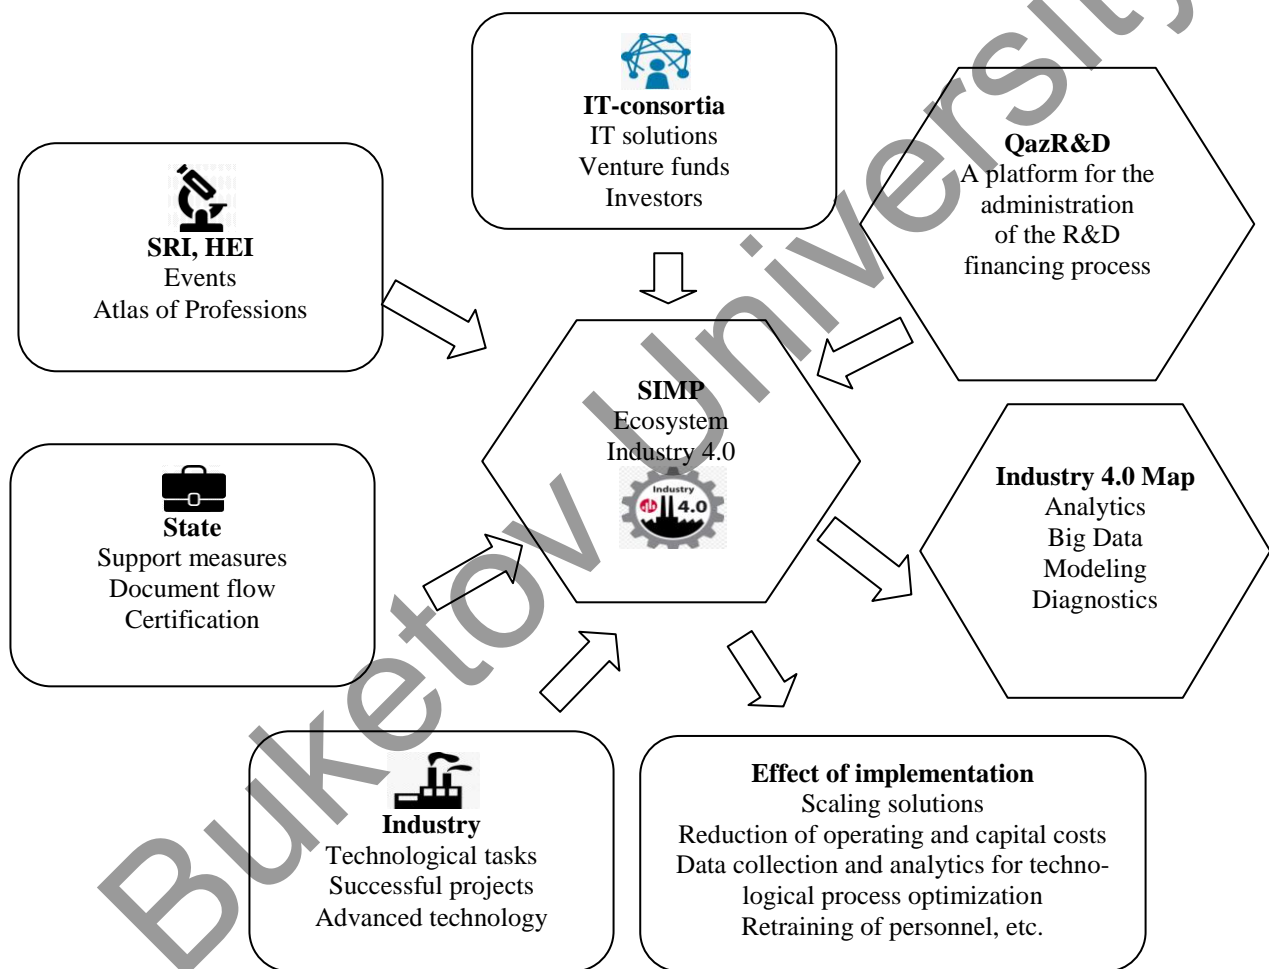 IT-consortia
IT solutions
Venture funds
Investors
QazR&D
A platform for the
administration
of the R&D
financing process
SRI, HEI
Events
Atlas of Professions
SIMP
Ecosystem
Industry 4.0
Industry
4.0
State
Support measures
Document flow
Certification
Industry 4.0 Map
Analytics
Big Data
Modeling
Diagnostics
Industry
Technological tasks
Successful projects
Advanced technology
Effect of implementation
Scaling solutions
Reduction of operating and capital costs
Data collection and analytics for techno-
logical process optimization
Retraining of personnel, etc.
Buketov University